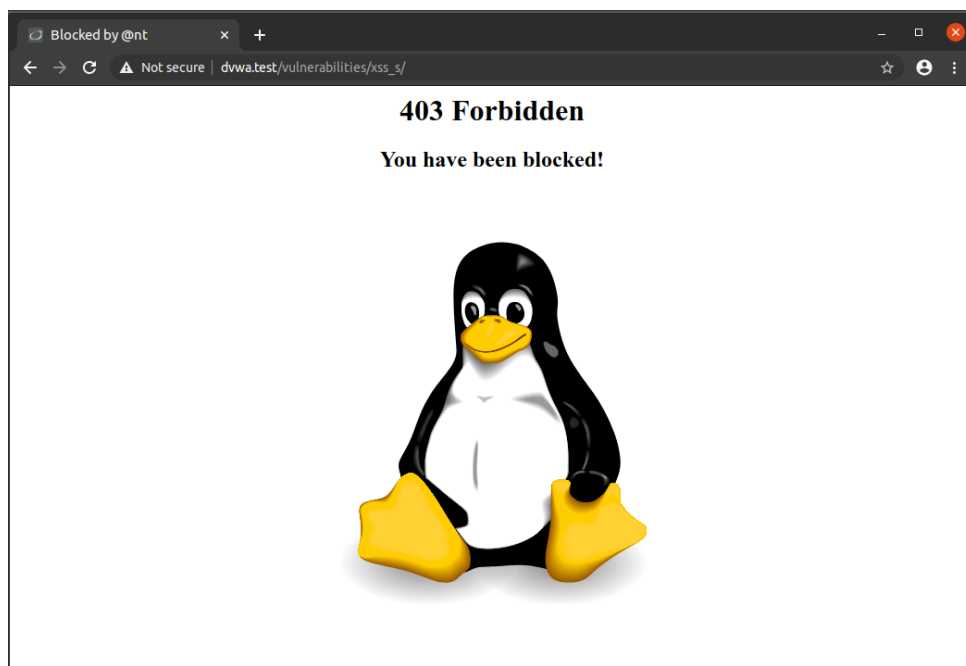 Blocked by @nt
Not secure | dvwa.test/vulnerabilities/xss_s/
403 Forbidden
You have been blocked!